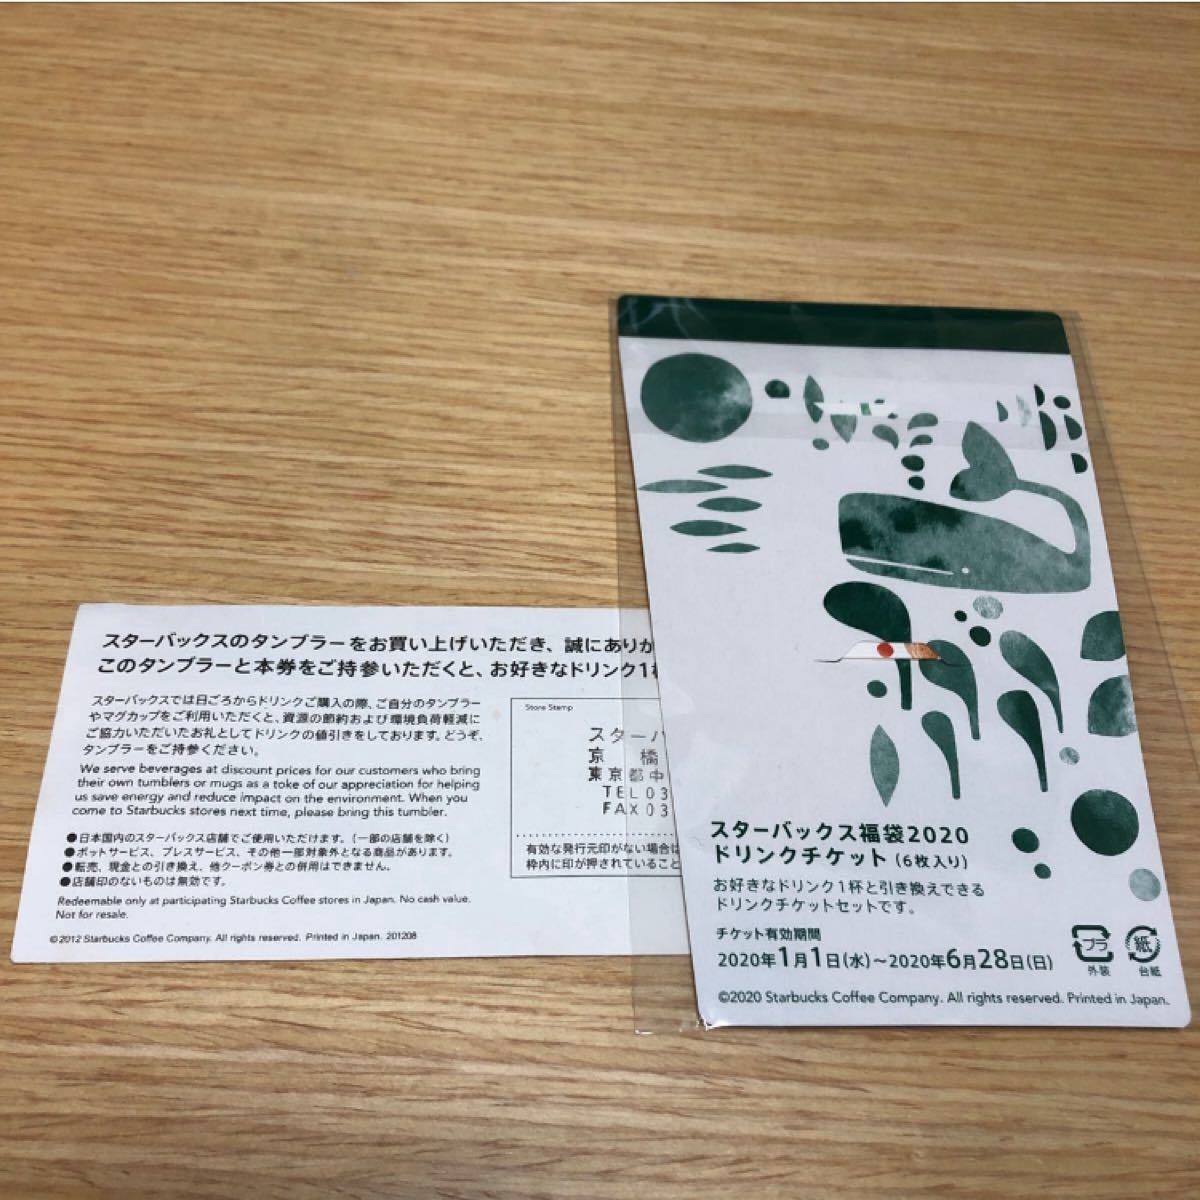 スターバックスのタンブラーをお買い上げいただき、誠にありが
このタンブラーと本券をご持参いただくと、お好きなドリンク1
スターバックスでは日ごろからドリンクご購入の際、ご自分のタンブラー
やマグカップをご利用いただくと、資源の節約および環境負荷軽減に
ご協力いただいたお礼としてドリンクの値引きをしております。どうぞ、
タンブラーをご持参ください。
We serve beverages at discount prices for our customers who bring
their own tumblers or mugs as a toke of our appreciation for helping
us save energy and reduce impact on the environment. When you
come to Starbucks stores next time, please bring this tumbler.
●日本国内のスターバックス店舗でご使用いただけます。(一部の店舗を除く)
●ポットサービス、プレスサービス、その他一部対象外となる商品があります。
●転売、現金との引き換え、他クーポン券との併用はできません。
●店舗印のないものは無効です。
Redeemable only at participating Starbucks Coffee stores in Japan. No cash value.
Not for resale.
©2012 Starbucks Coffee Company. All rights reserved. Printed in Japan. 201208
Store Stamp
スターバ
京橋
東京都中
TEL 03
FAX 03
有効な発行元印がない場合は
枠内に印が押されていること
スターバックス福袋2020
ドリンクチケット(6枚入り)
お好きなドリンク1杯と引き換えできる
ドリンクチケットセットです。
チケット有効期間
2020年1月1日(水)~2020年6月28日(日)
プラ
外装
紙
台紙
©2020 Starbucks Coffee Company. All rights reserved. Printed in Japan.